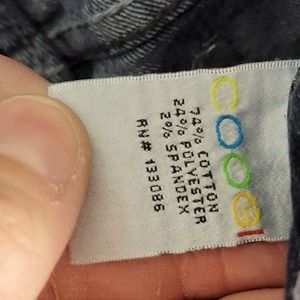 COOGI
74% COTTON
24% POLYESTER
2% SPANDEX
RN# 133086